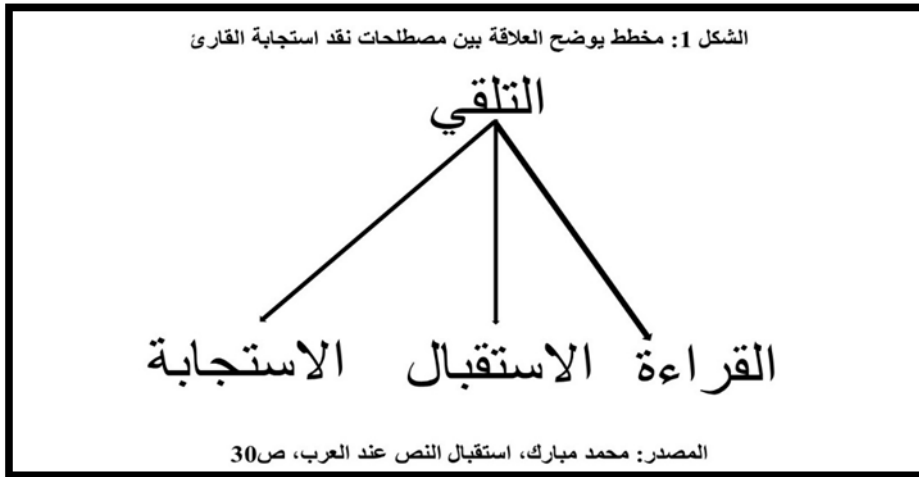 الشكل 1: مخطط يوضح العلاقة بين مصطلحات نقد استجابة القارئ
التلقي
القراءة الاستقبال الاستجابة
المصدر: محمد مبارك، استقبال النص عند العرب، ص30